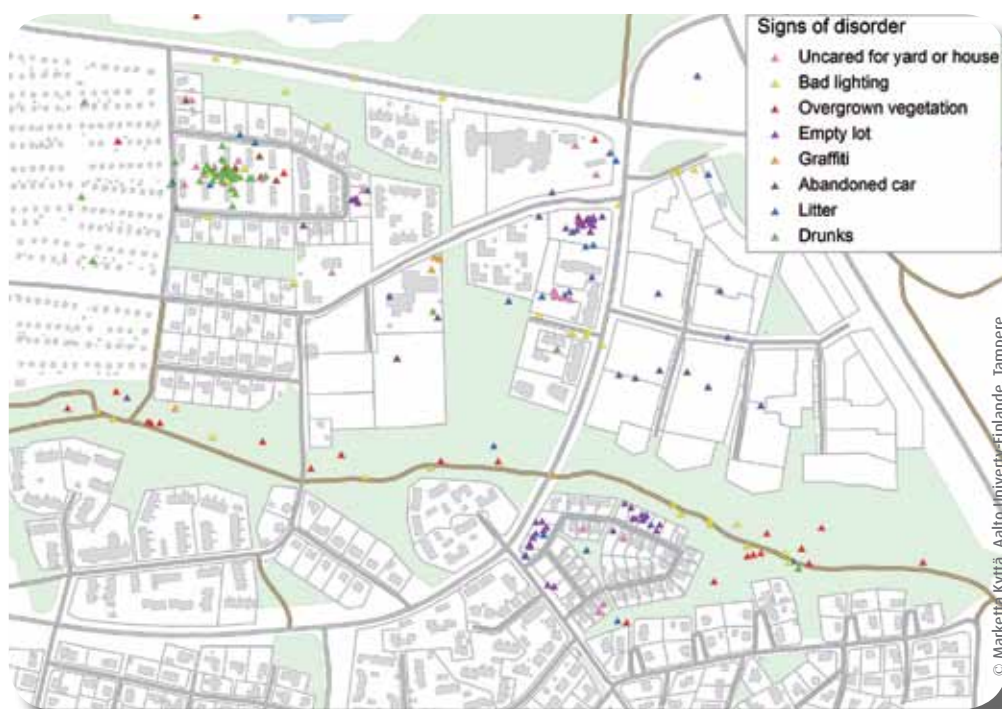 Signs of disorder
Uncared for yard or house
Bad lighting
Overgrown vegetation
Empty lot
Graffiti
Abandoned car
Litter
Drunks
© Marketta Kyttä, Aalto Univerty-Finlande, Tampere